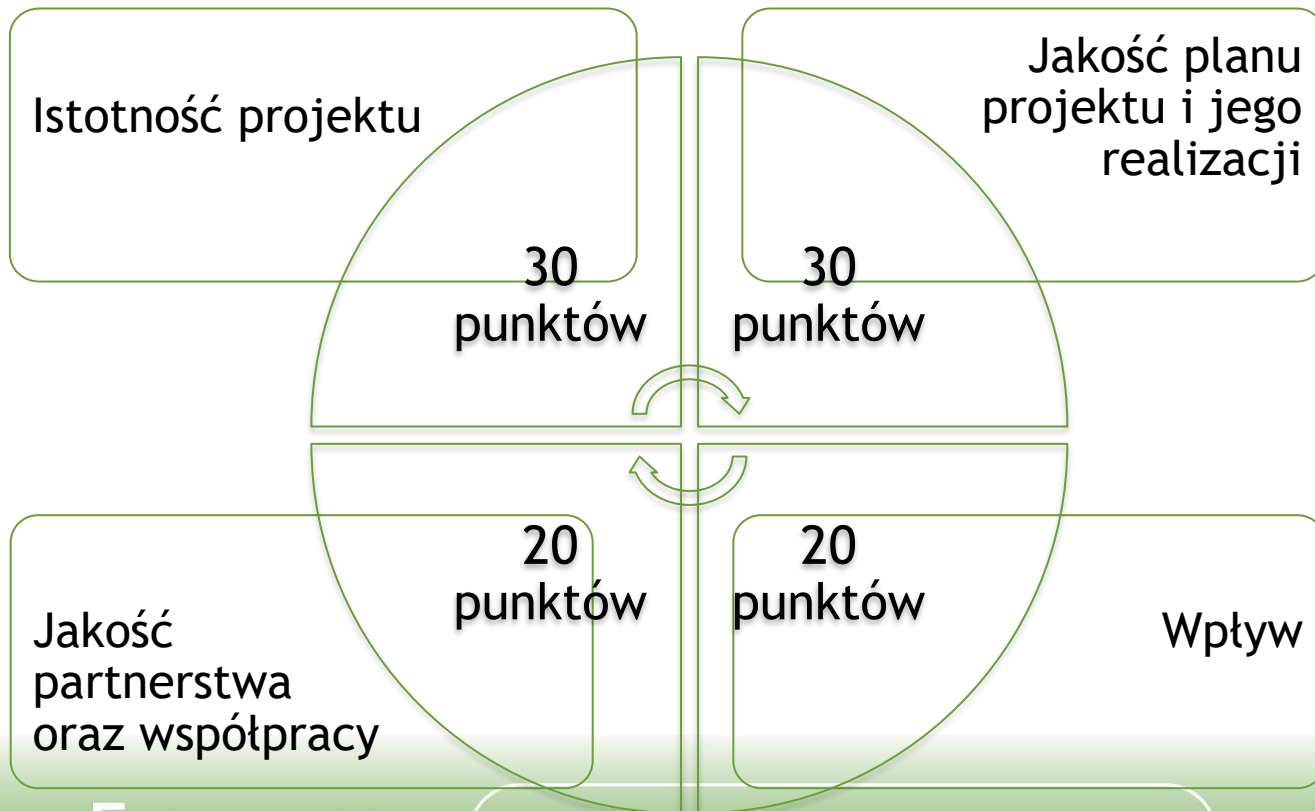 Istotność projektu
Jakość planu
projektu i jego
realizacji
30
punktów
30
punktów
20
punktów
20
punktów
Jakość
partnerstwa
oraz współpracy
Wpływ